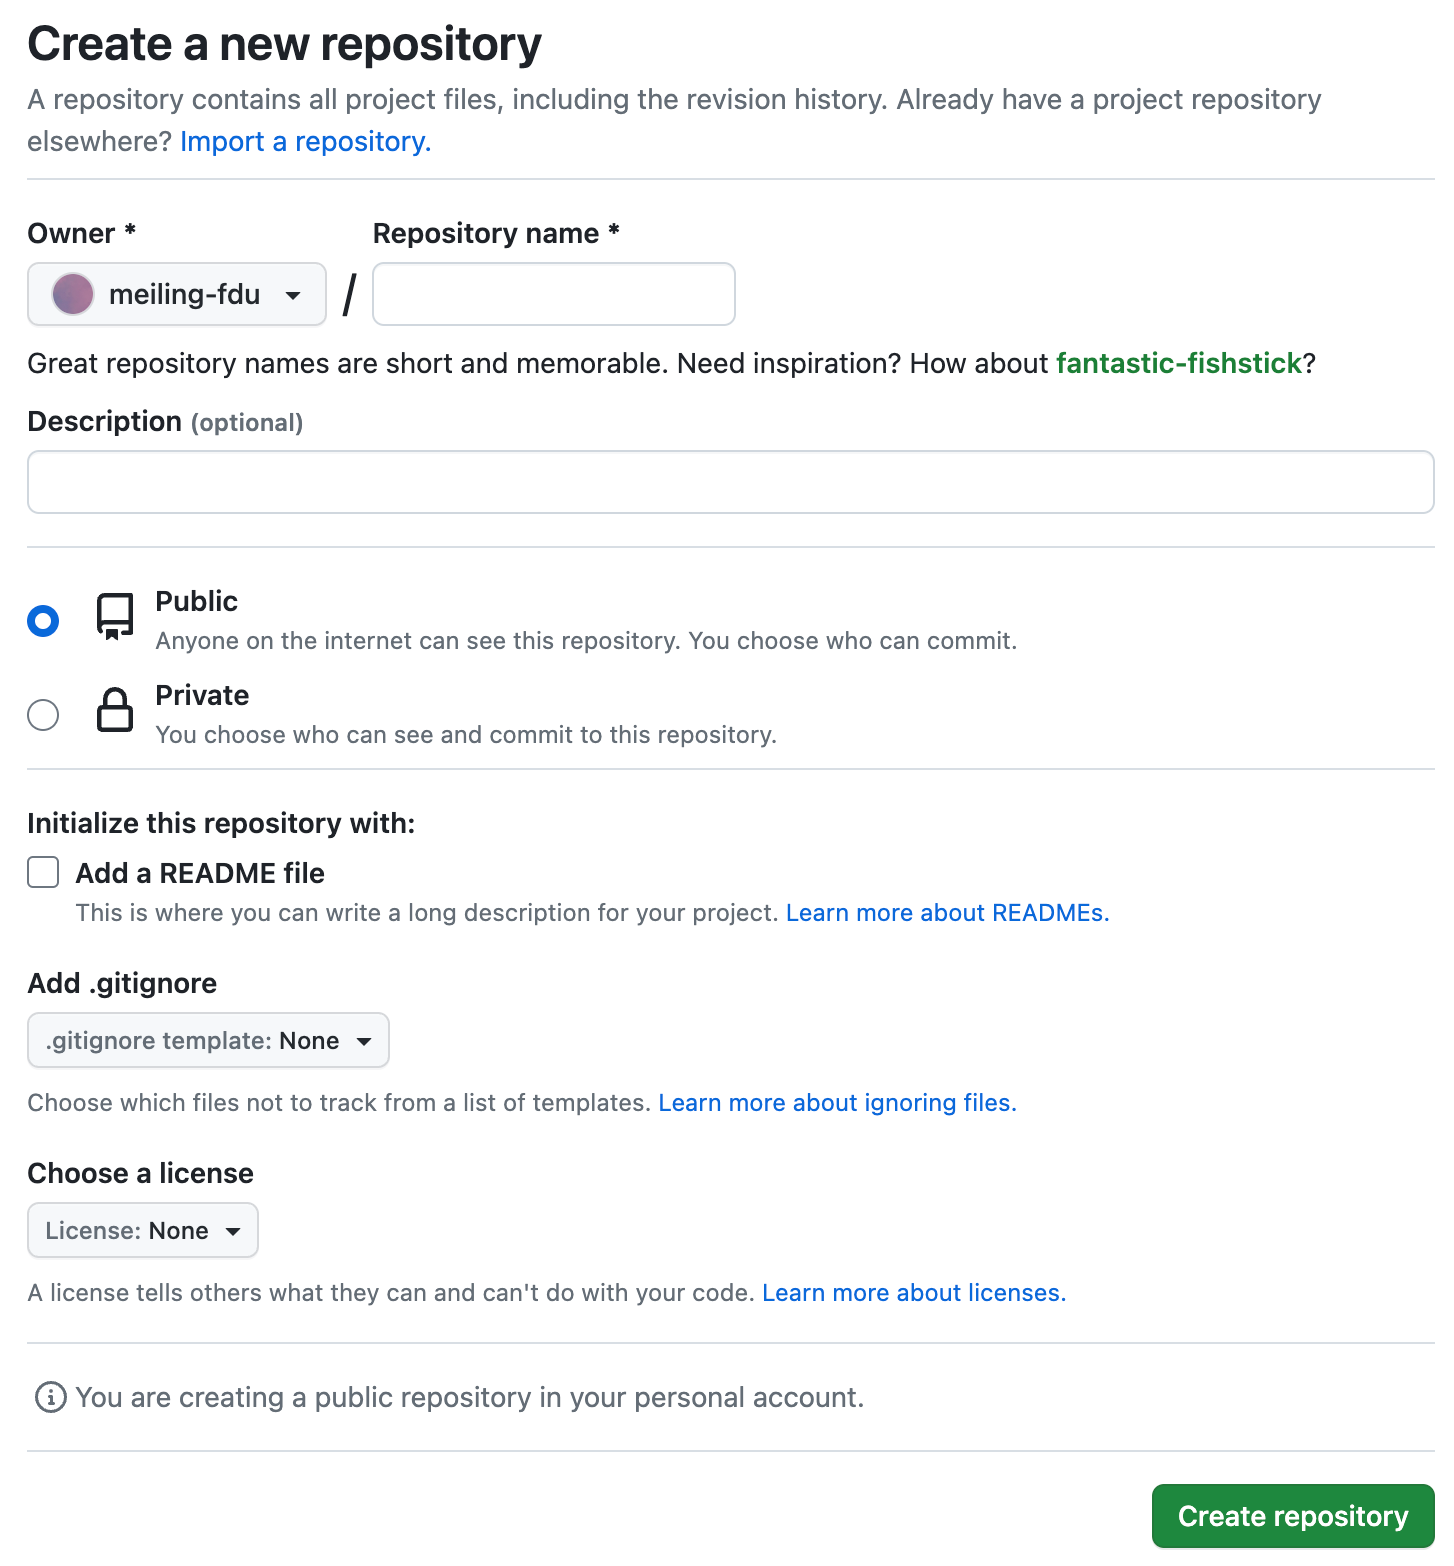 Create a new repository
A repository contains all project files, including the revision history. Already have a project repository
elsewhere? Import a repository.
Owner *
Repository name *
meiling-fdu
/
Great repository names are short and memorable. Need inspiration? How about fantastic-fishstick?
Description (optional)
Public
Anyone on the internet can see this repository. You choose who can commit.
Private
You choose who can see and commit to this repository.
Initialize this repository with:
Add a README file
This is where you can write a long description for your project. Learn more about READMEs.
Add .gitignore
.gitignore template: None
Choose which files not to track from a list of templates. Learn more about ignoring files.
Choose a license
License: None
A license tells others what they can and can't do with your code. Learn more about licenses.
You are creating a public repository in your personal account.
Create repository